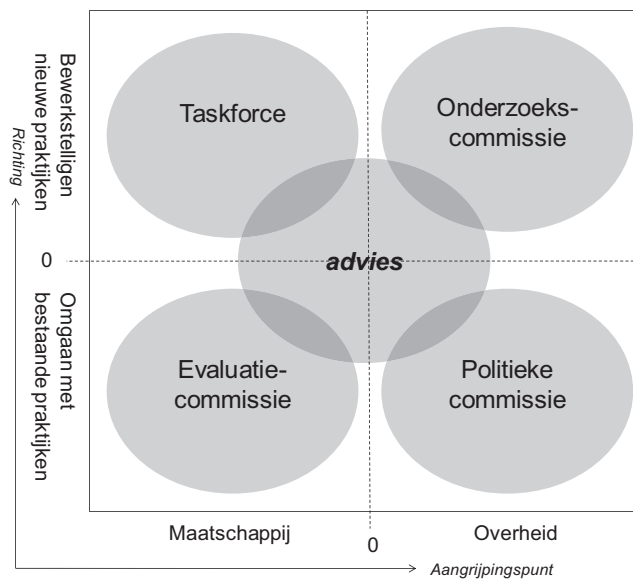 Bewerkstelligen
nieuwe praktijken
Richting
Taskforce
Onderzoeks-
commissie
0
advies
Omgaan met
bestaande praktijken
Evaluatie-
commissie
Politieke
commissie
Maatschappij
0
Overheid
Aangrijpingspunt